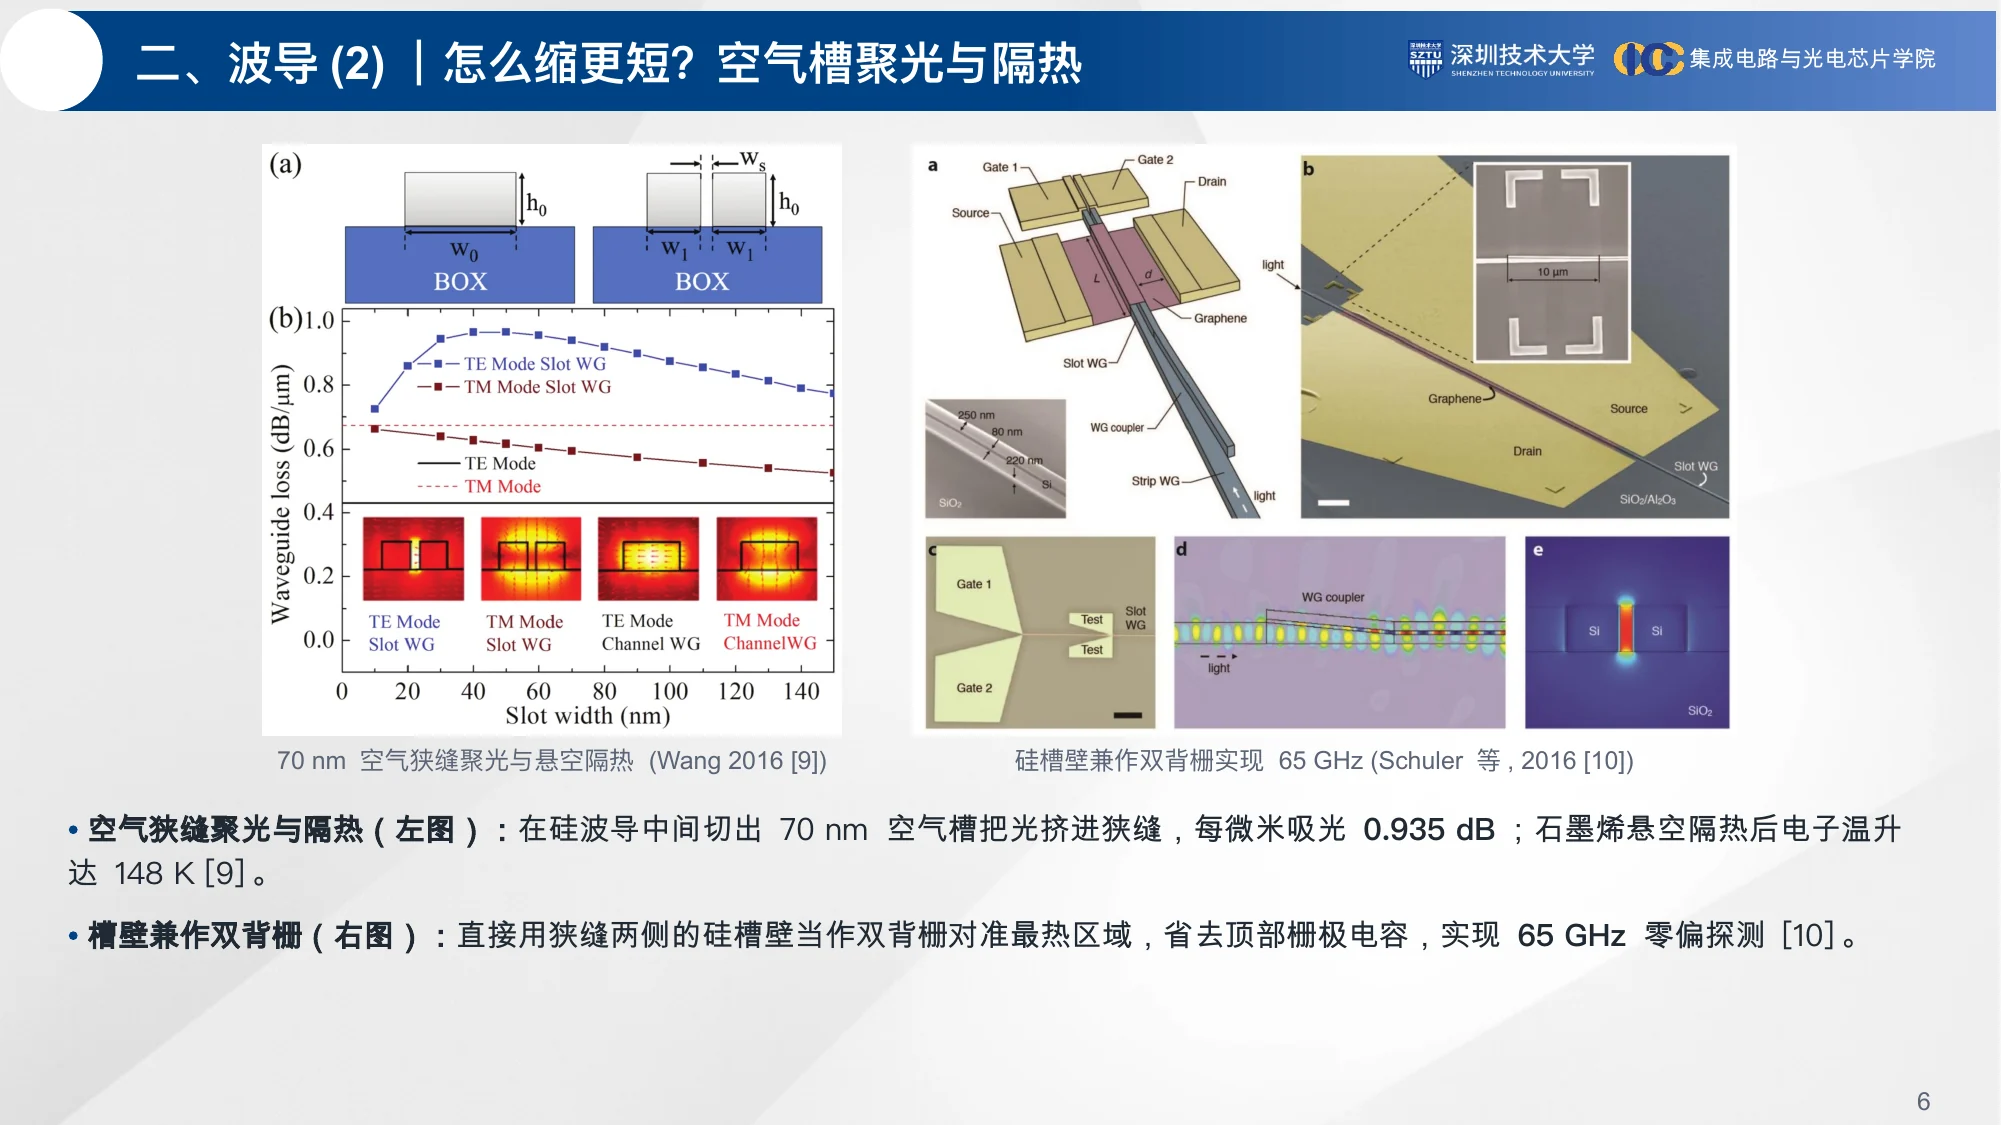 二、波导 (2) ｜怎么缩更短？空气槽聚光与隔热
SZTU
深圳技术大学
SHENZHEN TECHNOLOGY UNIVERSITY
ICC
集成电路与光电芯片学院
(a)
h0
w0
BOX
ws
h0
w1
w1
BOX
(b)
Waveguide loss (dB/μm)
1.0
0.8
0.6
0.4
0.2
0.0
TE Mode Slot WG
TM Mode Slot WG
TE Mode
TM Mode
TE Mode
Slot WG
TM Mode
Slot WG
TE Mode
Channel WG
TM Mode
ChannelWG
0 20 40 60 80 100 120 140
Slot width (nm)
a
Gate 1
Gate 2
Drain
Source
L
d
Graphene
Slot WG
WG coupler
Strip WG
light
250 nm
80 nm
220 nm
Si
SiO₂
b
light
10 μm
Graphene
Source
Drain
Slot WG
SiO₂/Al₂O₃
c
Gate 1
Gate 2
Test
Test
Slot
WG
d
WG coupler
light
e
Si
Si
SiO₂
70 nm 空气狭缝聚光与悬空隔热 (Wang 2016 [9])
硅槽壁兼作双背栅实现 65 GHz (Schuler 等 , 2016 [10])
• 空气狭缝聚光与隔热（左图）：在硅波导中间切出 70 nm 空气槽把光挤进狭缝，每微米吸光 0.935 dB ；石墨烯悬空隔热后电子温升
达 148 K [9] 。
• 槽壁兼作双背栅（右图）：直接用狭缝两侧的硅槽壁当作双背栅对准最热区域，省去顶部栅极电容，实现 65 GHz 零偏探测 [10] 。
6